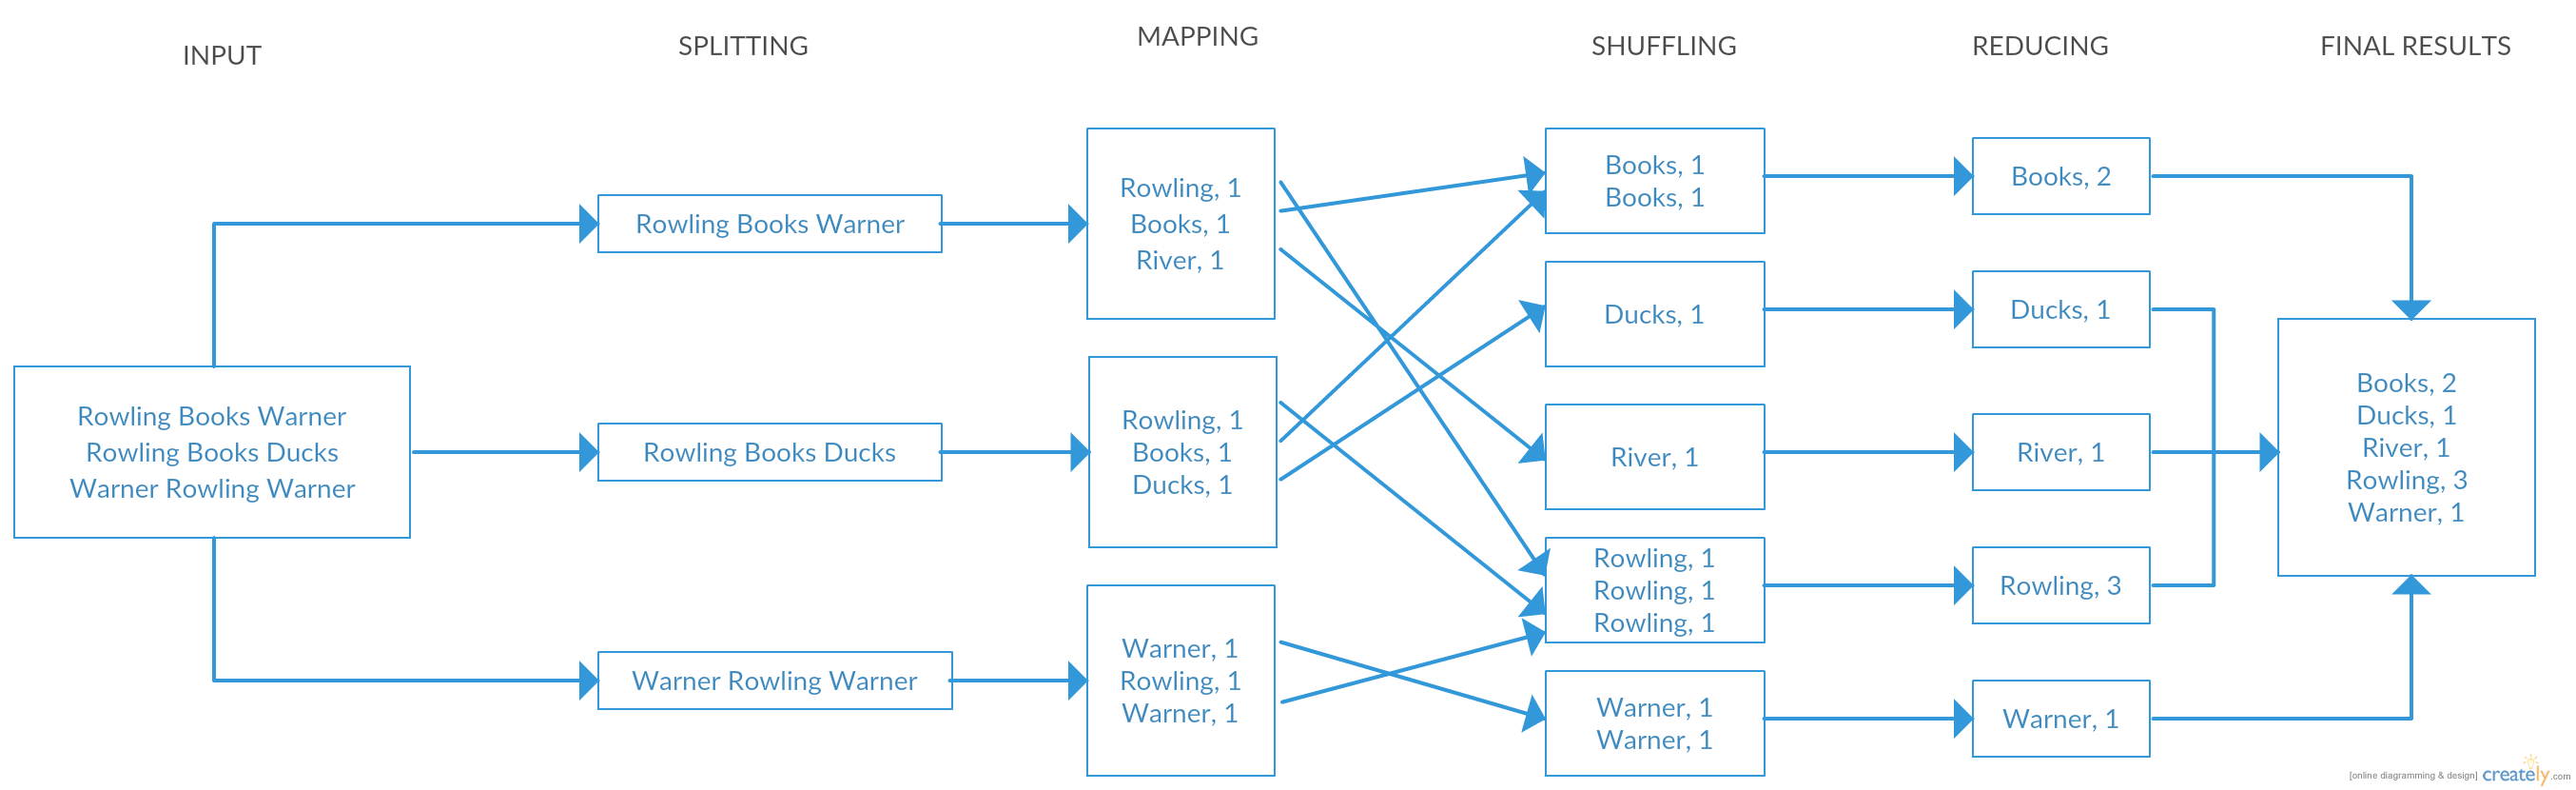 INPUT
SPLITTING
MAPPING
SHUFFLING
REDUCING
FINAL RESULTS
Rowling Books Warner
Rowling Books Ducks
Warner Rowling Warner
Rowling Books Warner
Rowling Books Ducks
Warner Rowling Warner
Rowling, 1
Books, 1
River, 1
Rowling, 1
Books, 1
Ducks, 1
Warner, 1
Rowling, 1
Warner, 1
Books, 1
Books, 1
Ducks, 1
River, 1
Rowling, 1
Rowling, 1
Rowling, 1
Warner, 1
Warner, 1
Books, 2
Ducks, 1
River, 1
Rowling, 3
Warner, 1
Books, 2
Ducks, 1
River, 1
Rowling, 3
Warner, 1
[online diagramming & design] creately.com